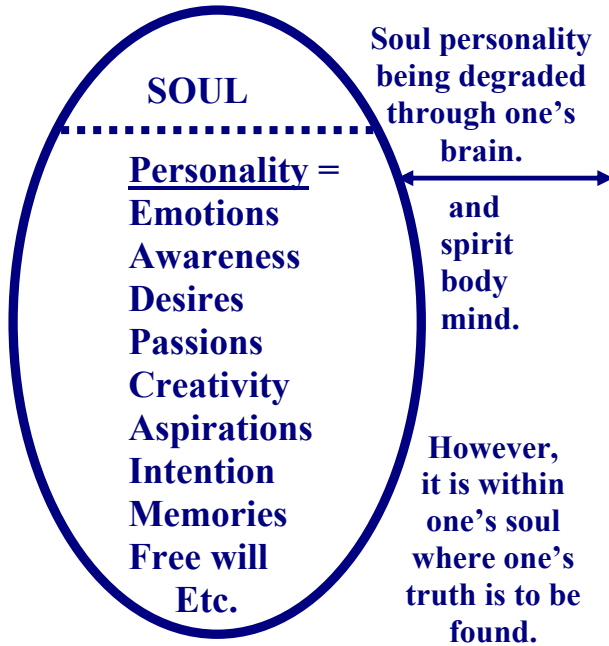 SOUL
Personality =
Emotions
Awareness
Desires
Passions
Creativity
Aspirations
Intention
Memories
Free will
Etc.
Soul personality
being degraded
through one’s
brain.
and
spirit
body
mind.
However,
it is within
one’s soul
where one’s
truth is to be
found.